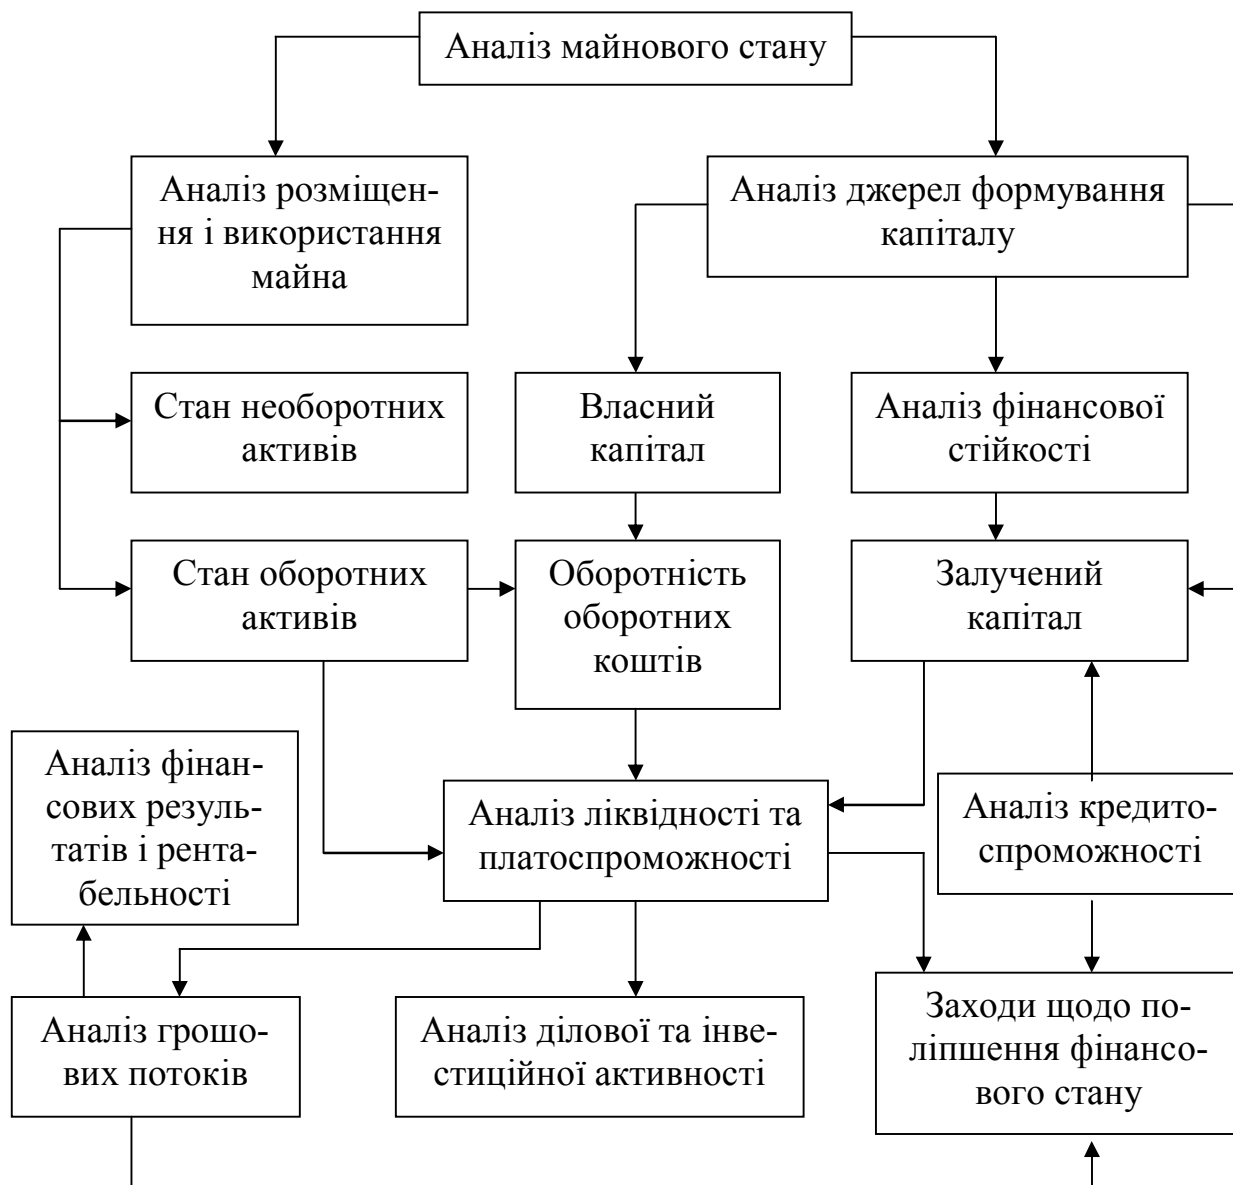 Аналіз майнового стану
Аналіз розміщен-
ня і використання
майна
Аналіз джерел формування
капіталу
Стан необоротних
активів
Власний
капітал
Аналіз фінансової
стійкості
Стан оборотних
активів
Оборотність
оборотних
коштів
Залучений
капітал
Аналіз фінан-
сових резуль-
татів і рента-
бельності
Аналіз ліквідності та
платоспроможності
Аналіз кредито-
спроможності
Аналіз грошо-
вих потоків
Аналіз ділової та інве-
стиційної активності
Заходи щодо по-
ліпшення фінансо-
вого стану